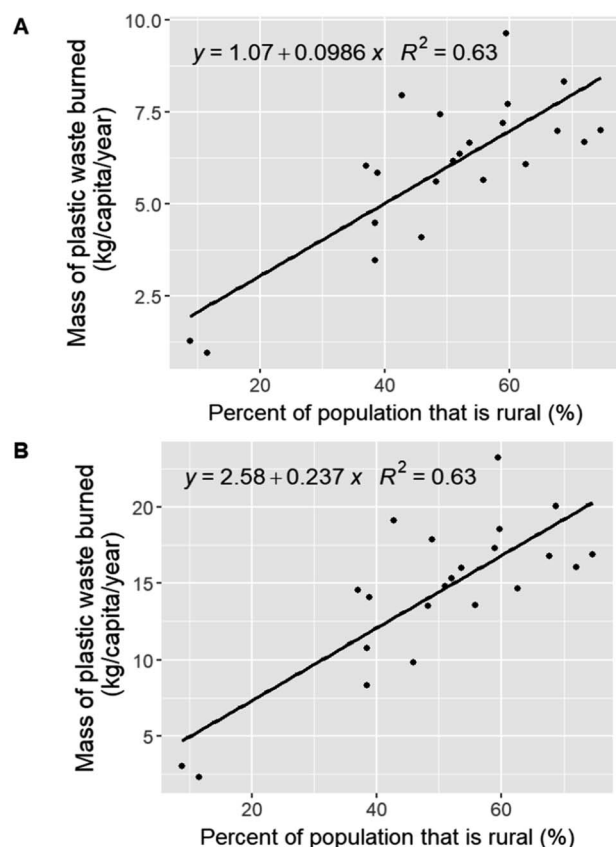 A
y = 1.07 + 0.0986 x R² = 0.63
Mass of plastic waste burned
(kg/capita/year)
10.0
7.5
5.0
2.5
20 40 60
Percent of population that is rural (%)
B
y = 2.58 + 0.237 x R² = 0.63
Mass of plastic waste burned
(kg/capita/year)
20
15
10
5
20 40 60
Percent of population that is rural (%)